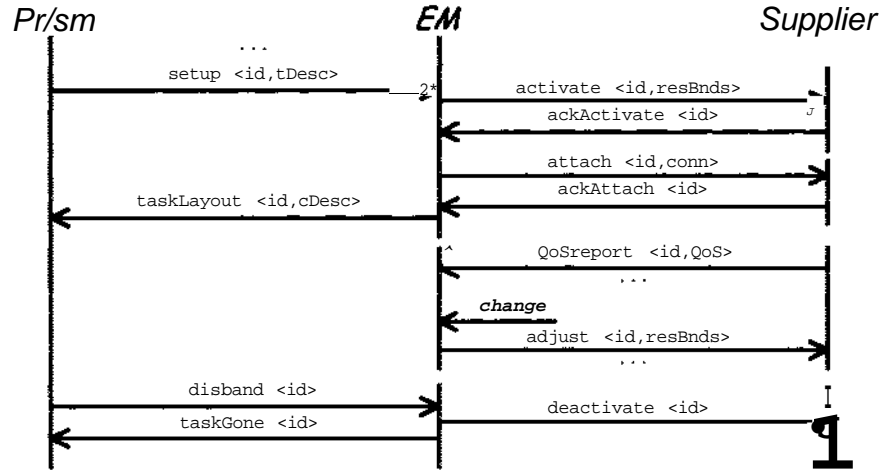 Pr/sm EM Supplier
...
setup <id,tDesc>
2*
activate <id,resBnds>
J
ackActivate <id>
attach <id,conn>
ackAttach <id>
taskLayout <id,cDesc>
^
QoSreport <id,QoS>
...
change
adjust <id,resBnds>
...
disband <id>
deactivate <id>
taskGone <id>